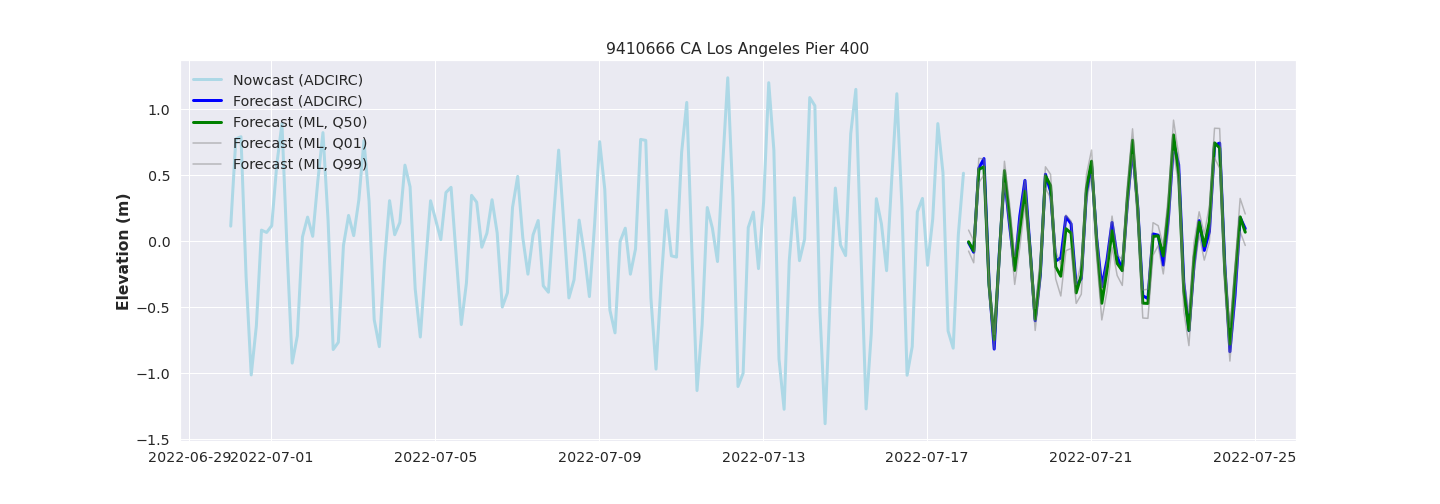 9410666 CA Los Angeles Pier 400
Nowcast (ADCIRC)
Forecast (ADCIRC)
Forecast (ML, Q50)
Forecast (ML, Q01)
Forecast (ML, Q99)
Elevation (m)
1.0
0.5
0.0
−0.5
−1.0
−1.5
2022-06-29 2022-07-01 2022-07-05 2022-07-09 2022-07-13 2022-07-17 2022-07-21 2022-07-25